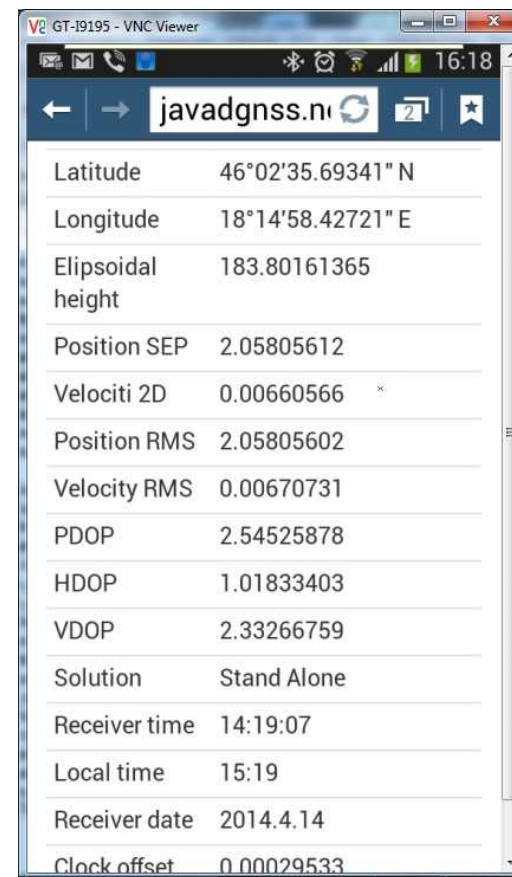 GT-I9195 - VNC Viewer
16:18
javadgnss.n
2
Latitude 46°02'35.69341" N
Longitude 18°14'58.42721" E
Elipsoidal 183.80161365
height
Position SEP 2.05805612
Velociti 2D 0.00660566
Position RMS 2.05805602
Velocity RMS 0.00670731
PDOP 2.54525878
HDOP 1.01833403
VDOP 2.33266759
Solution Stand Alone
Receiver time 14:19:07
Local time 15:19
Receiver date 2014.4.14
Clock offset 0.00029533